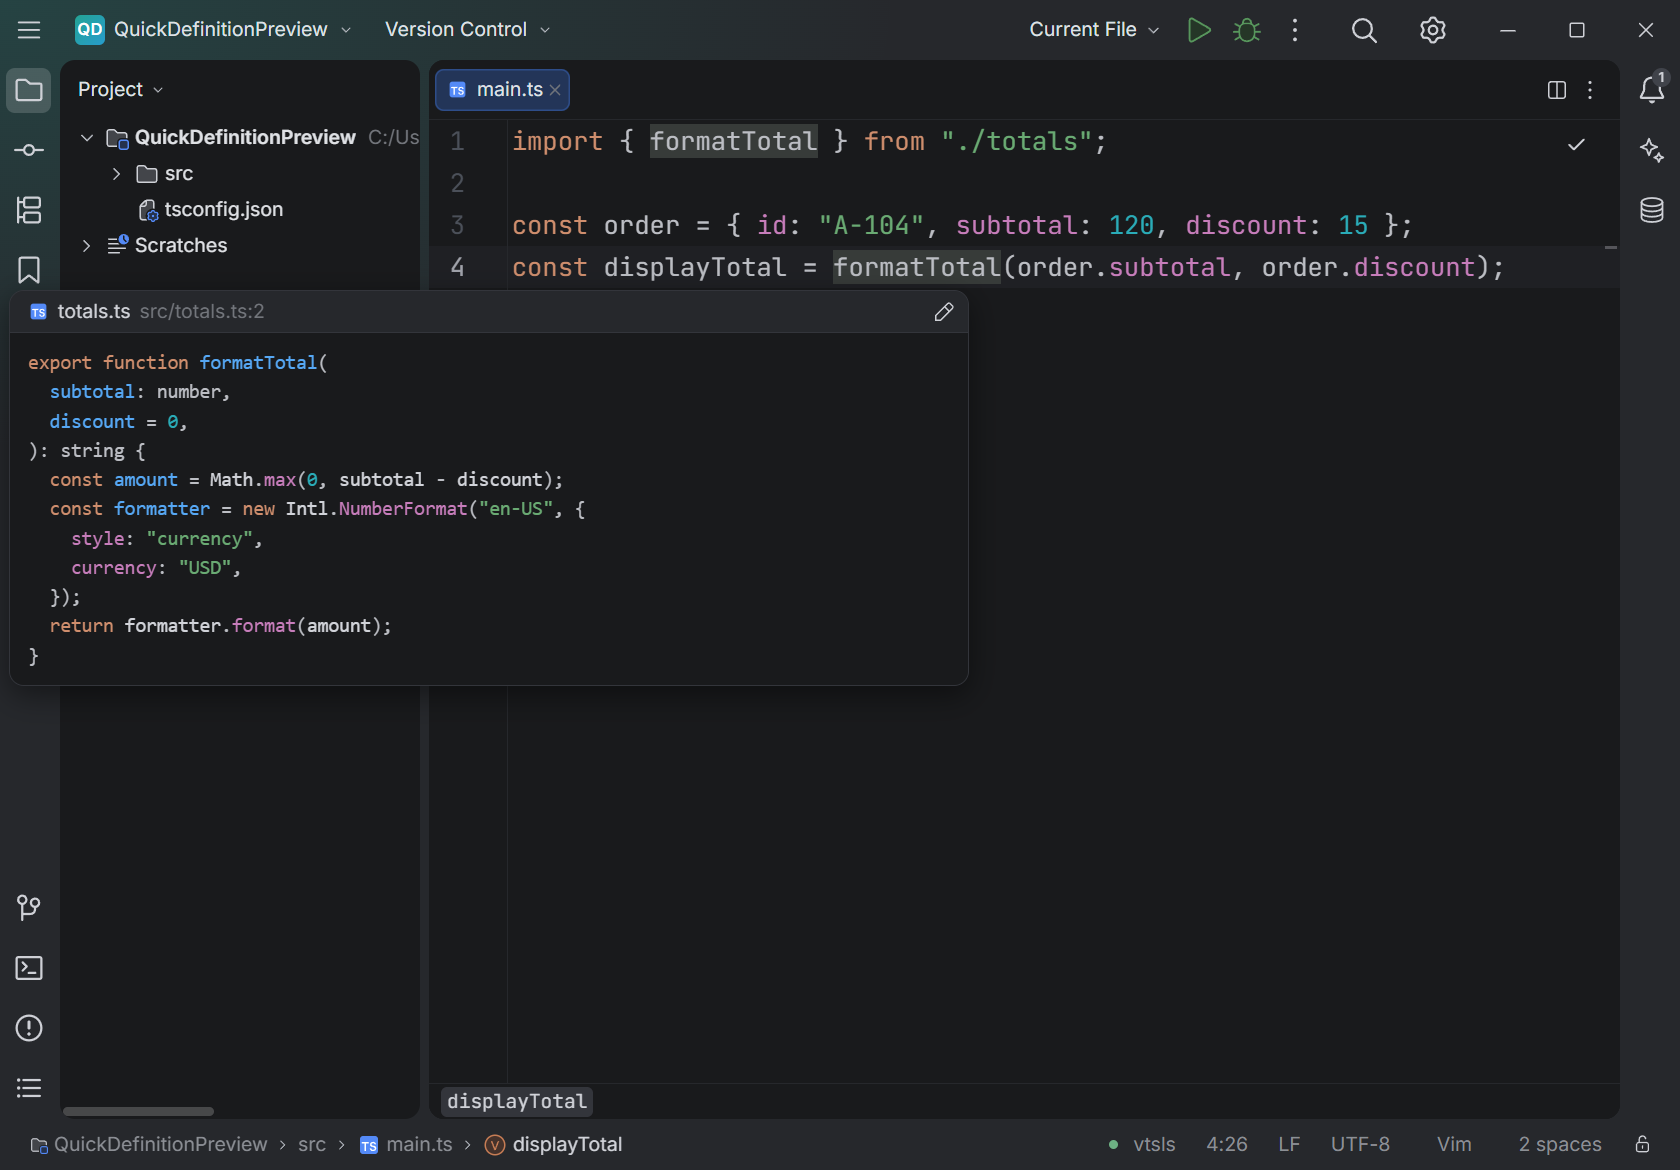 QD QuickDefinitionPreview Version Control Current File
Project
QuickDefinitionPreview C:/Us
src
tsconfig.json
Scratches
TS main.ts
1
1 import { formatTotal } from "./totals";
2
3 const order = { id: "A-104", subtotal: 120, discount: 15 };
4 const displayTotal = formatTotal(order.subtotal, order.discount);
TS totals.ts src/totals.ts:2
export function formatTotal(
  subtotal: number,
  discount = 0,
): string {
  const amount = Math.max(0, subtotal - discount);
  const formatter = new Intl.NumberFormat("en-US", {
    style: "currency",
    currency: "USD",
  });
  return formatter.format(amount);
}
displayTotal
QuickDefinitionPreview › src › TS main.ts › V displayTotal vtsls 4:26 LF UTF-8 Vim 2 spaces